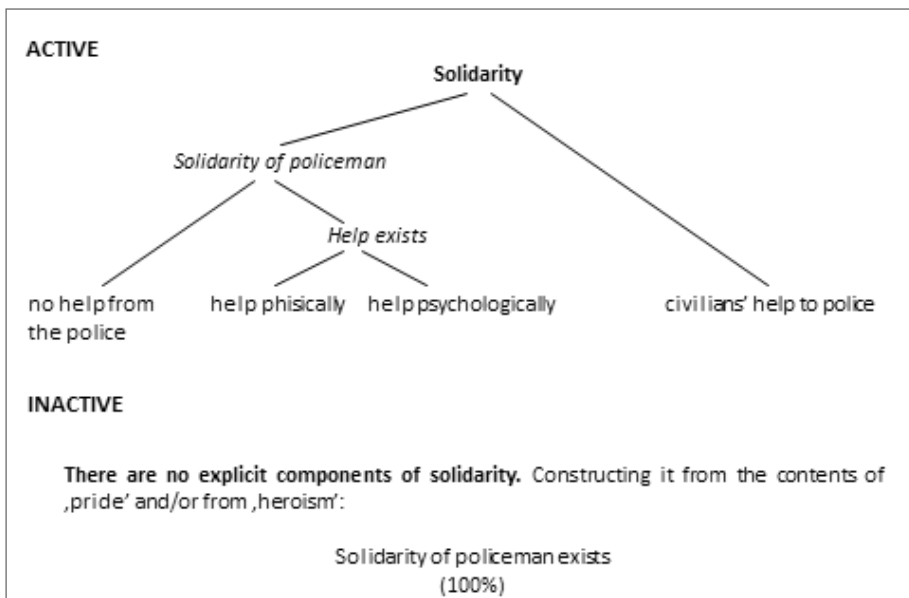 ACTIVE
Solidarity
Solidarity of policeman
Help exists
no help from
the police
help phisically
help psychologically
civilians’ help to police
INACTIVE
There are no explicit components of solidarity. Constructing it from the contents of
‚pride’ and/or from ‚heroism’:
Solidarity of policeman exists
(100%)